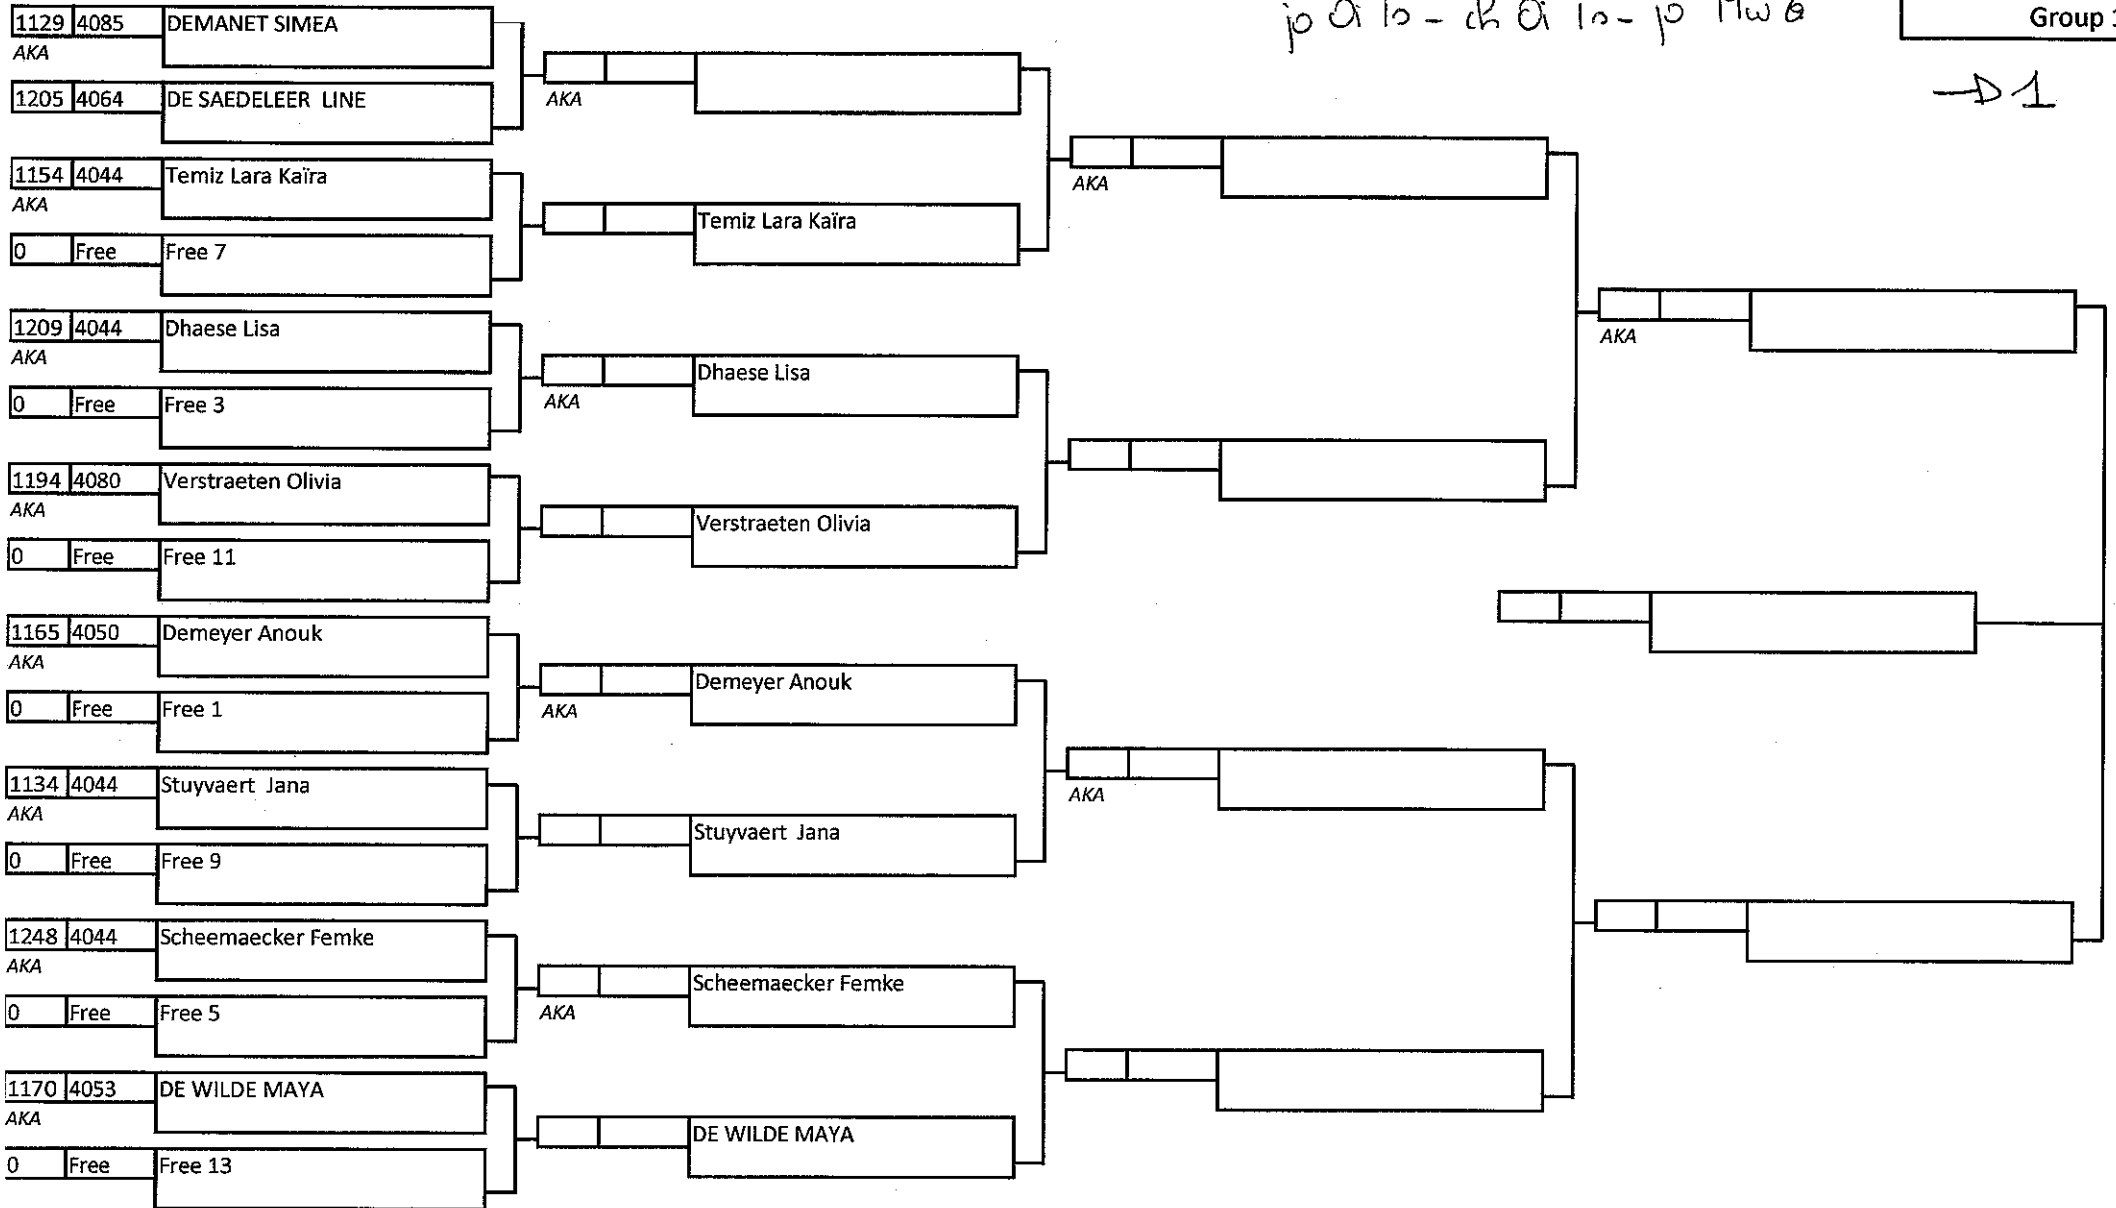 Group
1129 4085 DEMANET SIMEA
AKA
1205 4064 DE SAEDELEER LINE
1154 4044 Temiz Lara Kaïra
AKA
0 Free Free 7
1209 4044 Dhaese Lisa
AKA
0 Free Free 3
1194 4080 Verstraeten Olivia
AKA
0 Free Free 11
1165 4050 Demeyer Anouk
AKA
0 Free Free 1
1134 4044 Stuyvaert Jana
AKA
0 Free Free 9
1248 4044 Scheemaecker Femke
AKA
0 Free Free 5
1170 4053 DE WILDE MAYA
AKA
0 Free Free 13
AKA
Temiz Lara Kaïra
Dhaese Lisa
AKA
Verstraeten Olivia
Demeyer Anouk
AKA
Stuyvaert Jana
Scheemaecker Femke
AKA
DE WILDE MAYA
AKA
AKA
AKA